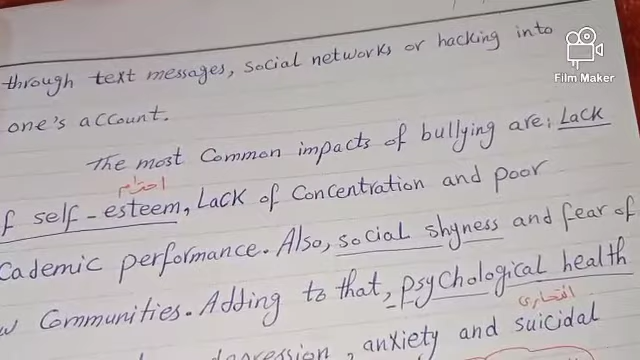 through text messages, social networks or hacking into
one's account.
Film Maker
The most common impacts of bullying are: Lack
احترام
f self-esteem, Lack of concentration and poor
cademic performance. Also, social shyness and fear of
w communities. Adding to that, psychological health
انتحاري
depression, anxiety and suicidal